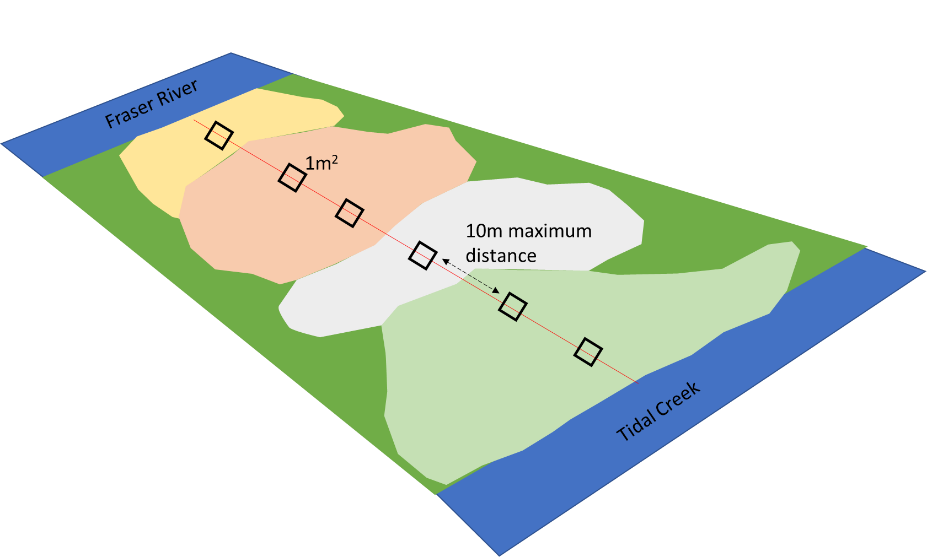 Fraser River
1m²
10m maximum
distance
Tidal Creek